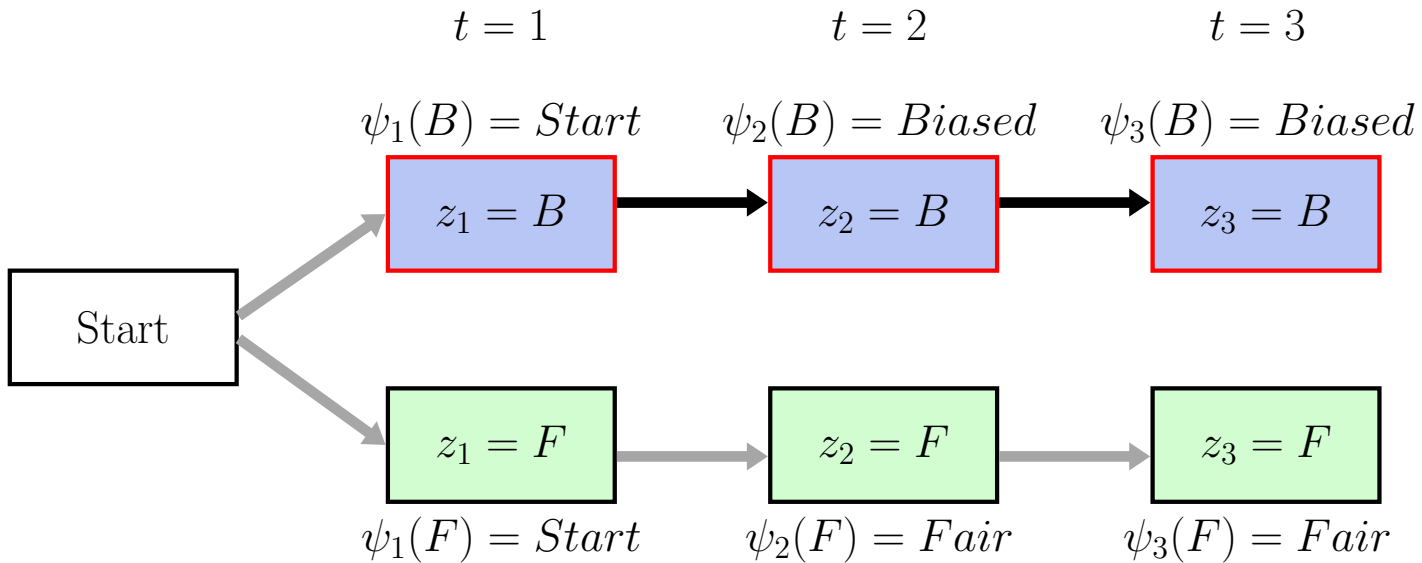 t = 1 t = 2 t = 3
ψ₁(B) = Start ψ₂(B) = Biased ψ₃(B) = Biased
z₁ = B z₂ = B z₃ = B
Start
z₁ = F z₂ = F z₃ = F
ψ₁(F) = Start ψ₂(F) = Fair ψ₃(F) = Fair